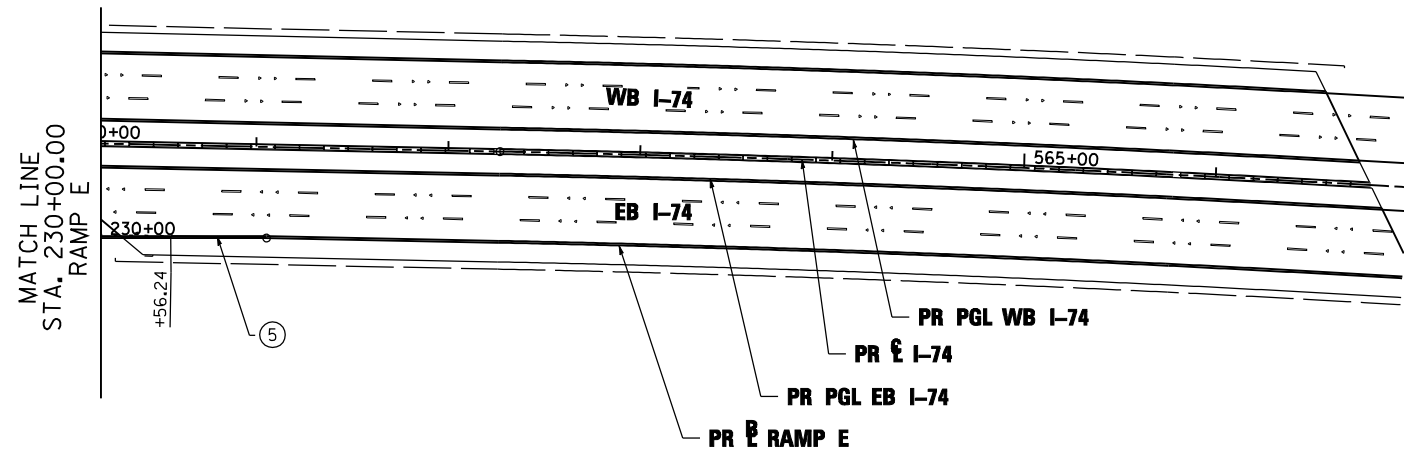 MATCH LINE
STA. 230+00.00
RAMP E
WB I-74
0+00
565+00
EB I-74
230+00
+56.24
5
PR PGL WB I-74
PR ℄ I-74
PR PGL EB I-74
PR BL RAMP E